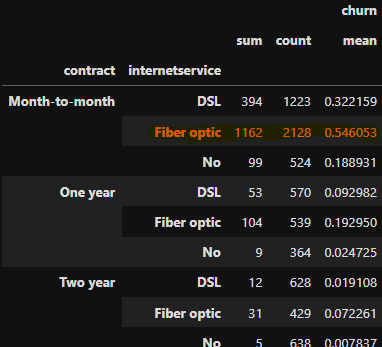 churn
sum count mean
contract internetservice
Month-to-month DSL 394 1223 0.322159
Fiber optic 1162 2128 0.546053
No 99 524 0.188931
One year DSL 53 570 0.092982
Fiber optic 104 539 0.192950
No 9 364 0.024725
Two year DSL 12 628 0.019108
Fiber optic 31 429 0.072261
No 5 638 0.007837